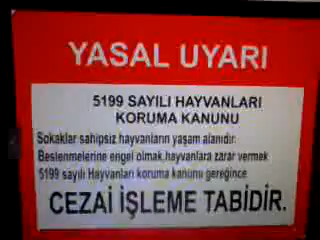 YASAL UYARI
5199 SAYILI HAYVANLARI
KORUMA KANUNU
Sokaklar sahipsiz hayvanların yaşam alanıdır.
Beslenmelerine engel olmak,hayvanlara zarar vermek
5199 sayılı Hayvanları koruma kanunu gereğince
CEZAİ İŞLEME TABİDİR.